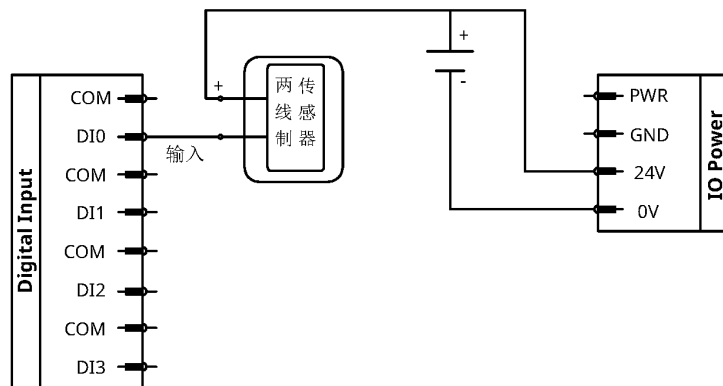 Digital Input
COM
DI0
COM
DI1
COM
DI2
COM
DI3
+
输入
两线制
传感器
+
-
PWR
GND
24V
0V
IO Power